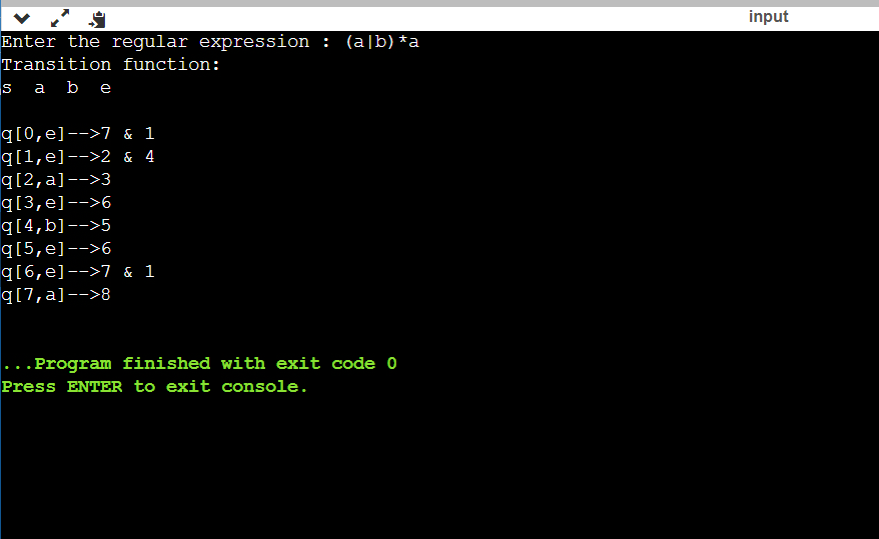 input
Enter the regular expression : (a|b)*a
Transition function:
s  a  b  e
q[0,e]-->7 & 1
q[1,e]-->2 & 4
q[2,a]-->3
q[3,e]-->6
q[4,b]-->5
q[5,e]-->6
q[6,e]-->7 & 1
q[7,a]-->8
...Program finished with exit code 0
Press ENTER to exit console.